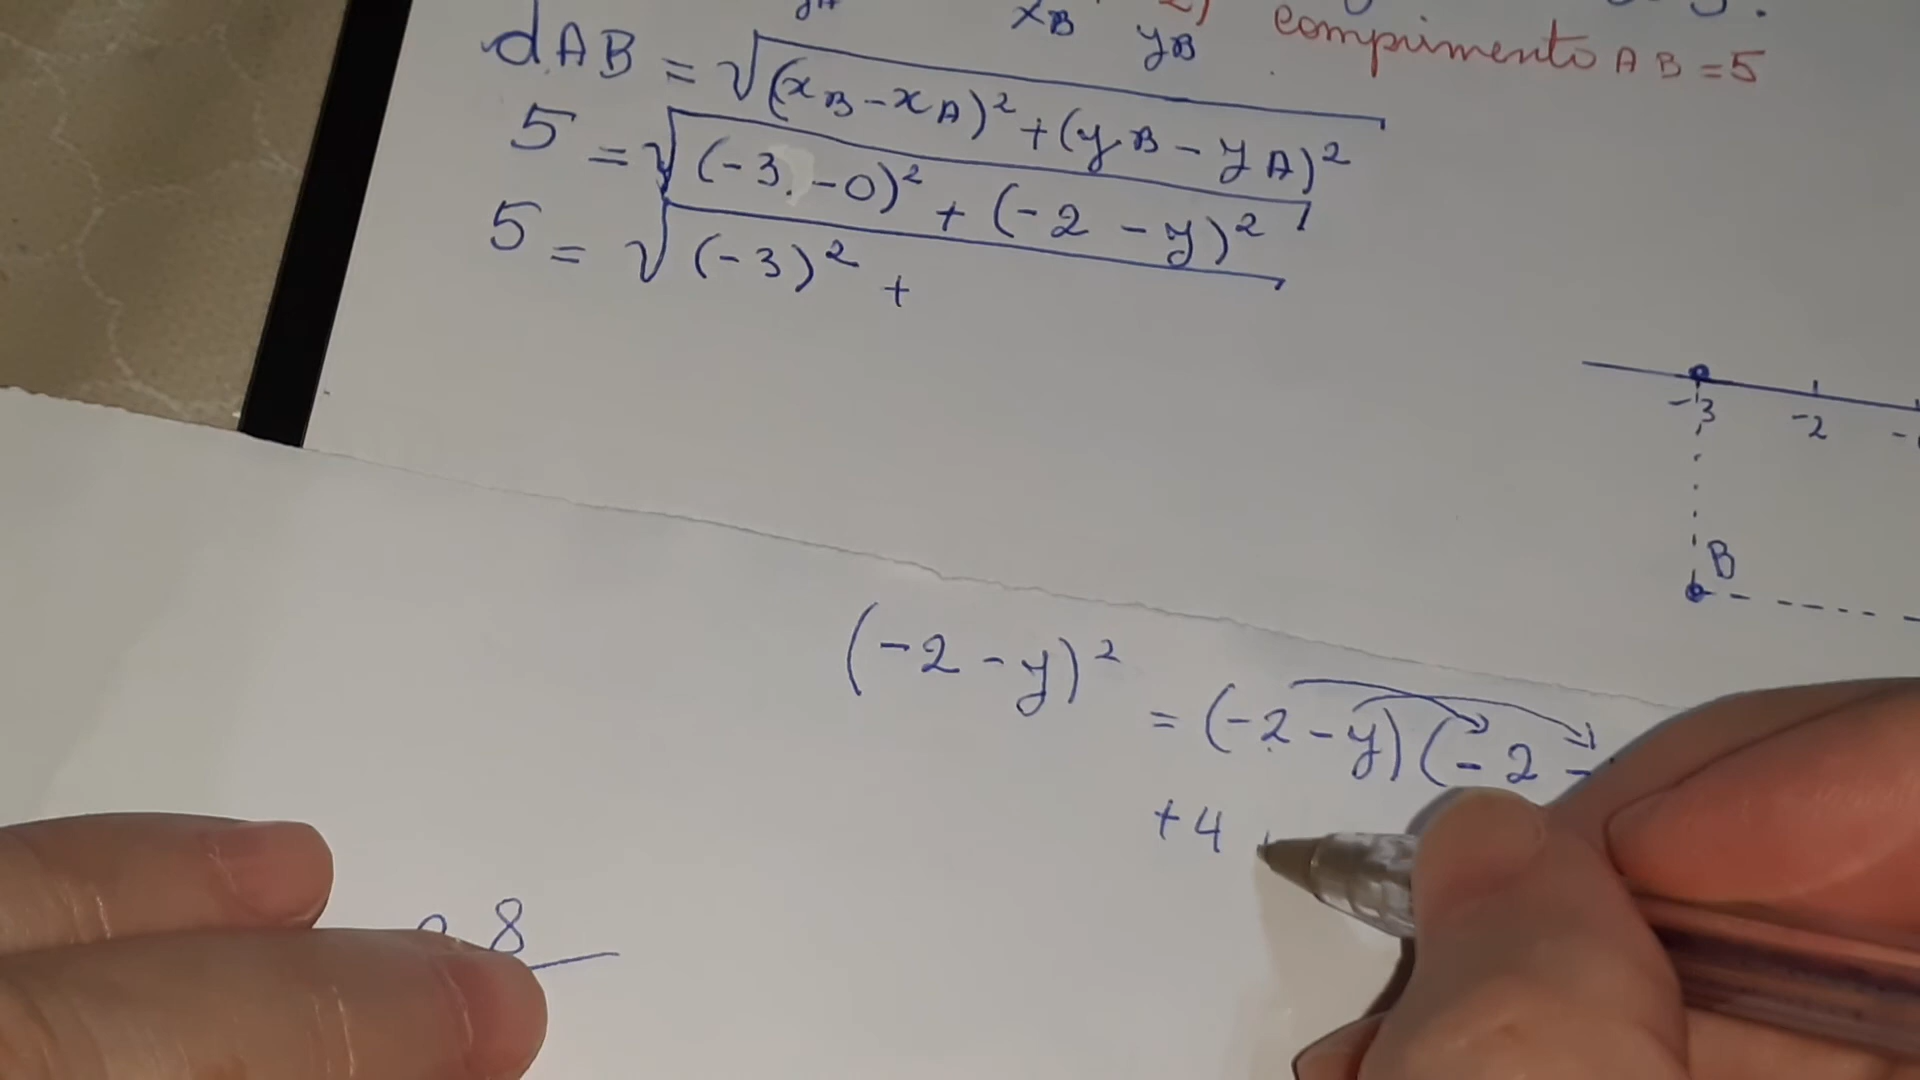 xB yB comprimento AB = 5
dAB = √(xB - xA)² + (yB - yA)²
5 = √(-3 - 0)² + (-2 - y)²
5 = √(-3)² +
-3 -2
B
(-2 - y)² = (-2 - y)(-2 -
+4
8